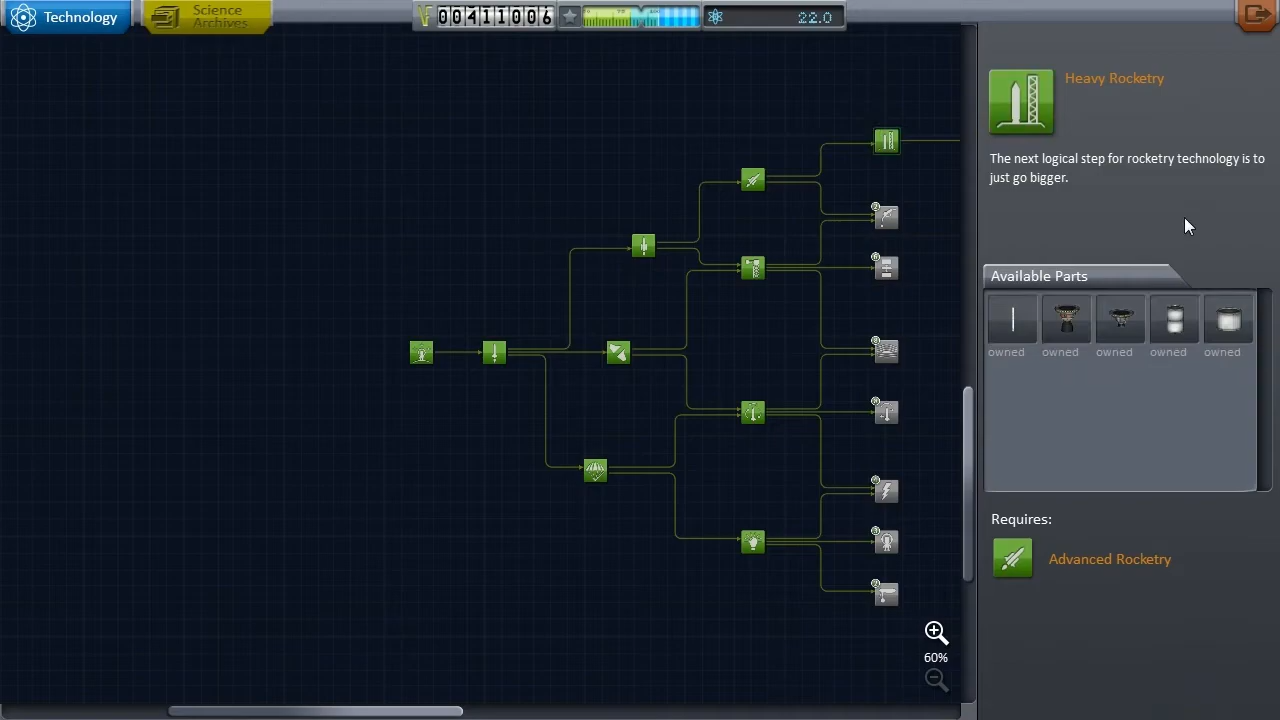 Technology
Science
Archives
00411006
22.0
Heavy Rocketry
The next logical step for rocketry technology is to
just go bigger.
Available Parts
owned owned owned owned owned
Requires:
Advanced Rocketry
60%